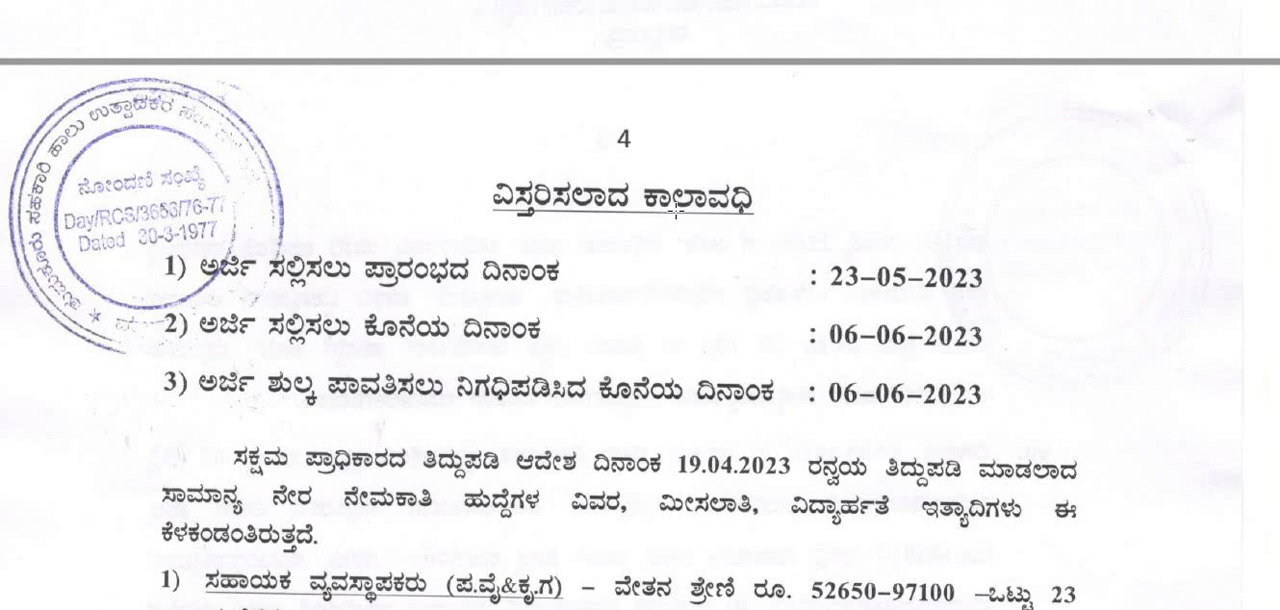 ಸಹಕಾರಿ ಹಾಲು ಉತ್ಪಾದಕರ
ನೋಂದಣಿ ಸಂಖ್ಯೆ
Day/RCS/3653/76-77
Dated 30-3-1977
4
ವಿಸ್ತರಿಸಲಾದ ಕಾಲಾವಧಿ
1) ಅರ್ಜಿ ಸಲ್ಲಿಸಲು ಪ್ರಾರಂಭದ ದಿನಾಂಕ : 23-05-2023
2) ಅರ್ಜಿ ಸಲ್ಲಿಸಲು ಕೊನೆಯ ದಿನಾಂಕ : 06-06-2023
3) ಅರ್ಜಿ ಶುಲ್ಕ ಪಾವತಿಸಲು ನಿಗಧಿಪಡಿಸಿದ ಕೊನೆಯ ದಿನಾಂಕ : 06-06-2023
ಸಕ್ಷಮ ಪ್ರಾಧಿಕಾರದ ತಿದ್ದುಪಡಿ ಆದೇಶ ದಿನಾಂಕ 19.04.2023 ರನ್ವಯ ತಿದ್ದುಪಡಿ ಮಾಡಲಾದ
ಸಾಮಾನ್ಯ ನೇರ ನೇಮಕಾತಿ ಹುದ್ದೆಗಳ ವಿವರ, ಮೀಸಲಾತಿ, ವಿದ್ಯಾರ್ಹತೆ ಇತ್ಯಾದಿಗಳು ಈ
ಕೆಳಕಂಡಂತಿರುತ್ತದೆ.
1) ಸಹಾಯಕ ವ್ಯವಸ್ಥಾಪಕರು (ಪ.ವೈ&ಕೃ.ಗ) – ವೇತನ ಶ್ರೇಣಿ ರೂ. 52650-97100 –ಒಟ್ಟು 23